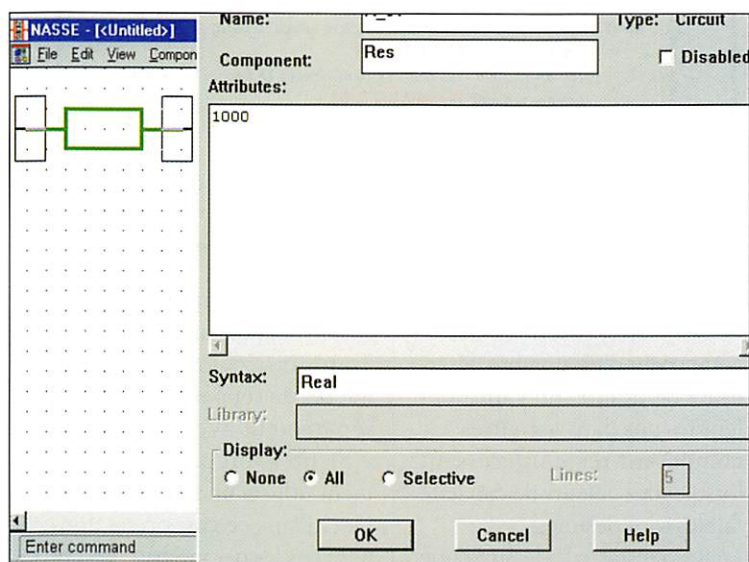 NASSE - [<Untitled>]
File Edit View Compon
Enter command
Name:
Type: Circuit
Component: Res
Disabled
Attributes:
1000
Syntax: Real
Library:
Display:
None All Selective Lines: 5
OK Cancel Help